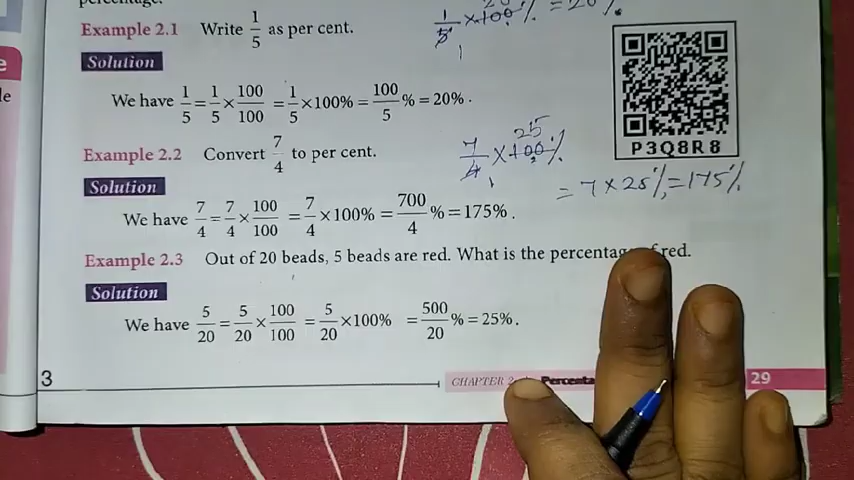 Example 2.1 Write 1/5 as per cent.
1/5 × 100% = 20%.
Solution
We have 1/5 = 1/5 × 100/100 = 1/5 × 100% = 100/5 % = 20%.
P3Q8R8
Example 2.2 Convert 7/4 to per cent.
7/4 × 100% 25 1
= 7 × 25% = 175%
Solution
We have 7/4 = 7/4 × 100/100 = 7/4 × 100% = 700/4 % = 175%.
Example 2.3 Out of 20 beads, 5 beads are red. What is the percentage of red.
Solution
We have 5/20 = 5/20 × 100/100 = 5/20 × 100% = 500/20 % = 25%.
3
CHAPTER 2
29